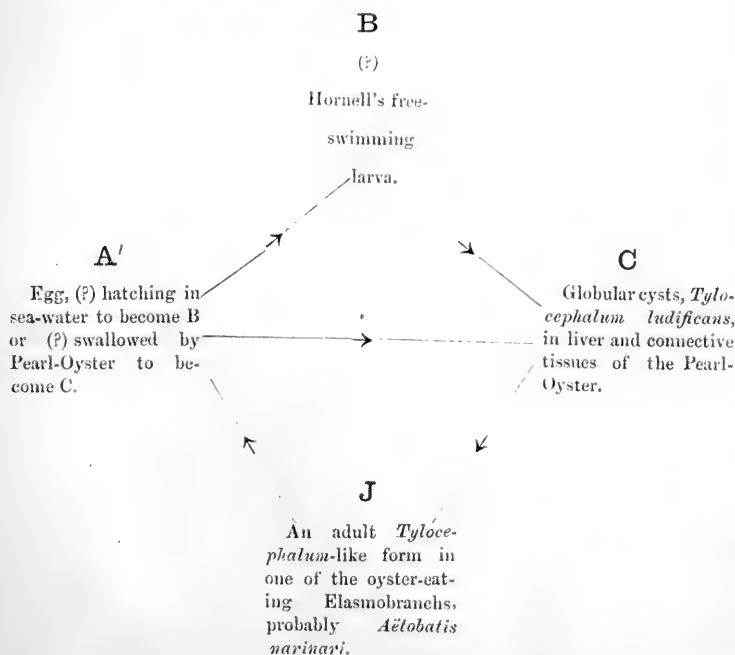 B
(?)
Hornell's free-
swimming
larva.
A'
Egg, (?) hatching in
sea-water to become B
or (?) swallowed by
Pearl-Oyster to be-
come C.
C
Globular cysts, Tylo-
cephalum ludificans,
in liver and connective
tissues of the Pearl-
Oyster.
J
An adult Tyloce-
phalum-like form in
one of the oyster-eat-
ing Elasmobranchs,
probably Aëtobatis
narinari.